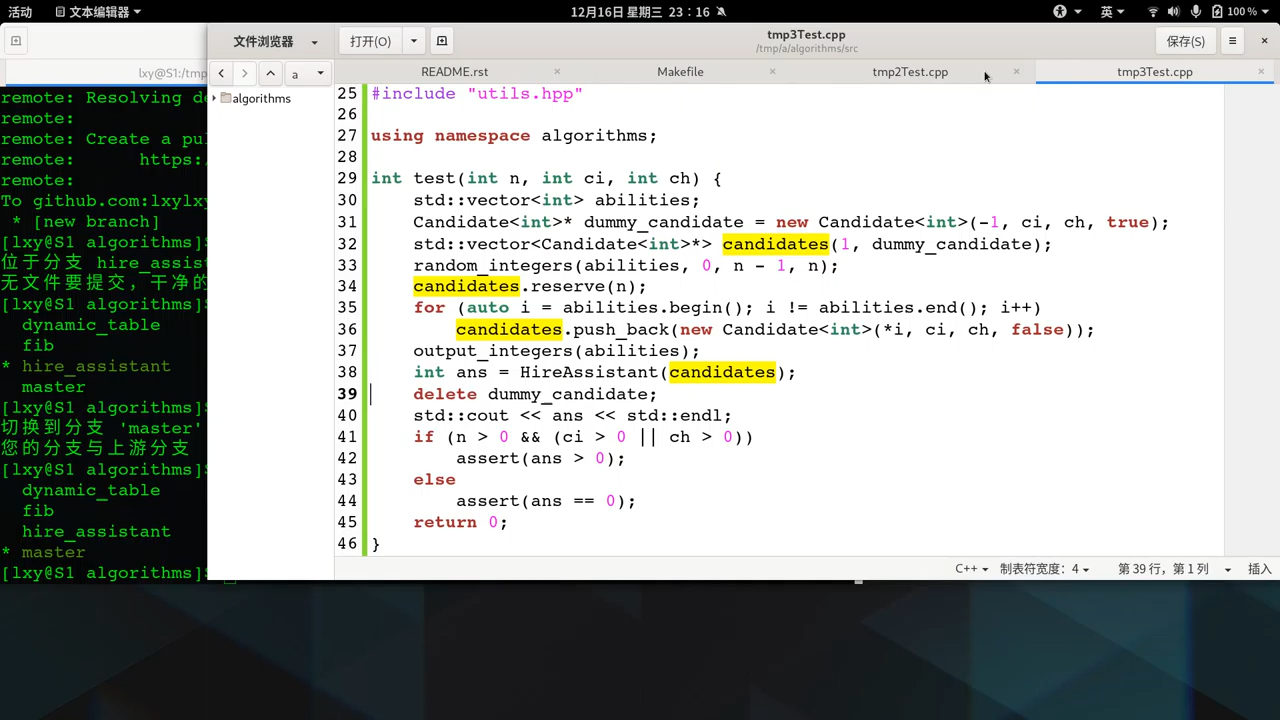 活动
文本编辑器
12月16日 星期三 23：16
英
100 %
lxy@S1:/tmp
remote: Resolving de
remote:
remote: Create a pul
remote:      https:/
remote:
To github.com:lxylxy
* [new branch]
[lxy@S1 algorithms]$
位于分支 hire_assist
无文件要提交，干净的
[lxy@S1 algorithms]$
dynamic_table
fib
* hire_assistant
master
[lxy@S1 algorithms]$
切换到分支 'master'
您的分支与上游分支
[lxy@S1 algorithms]$
dynamic_table
fib
hire_assistant
* master
[lxy@S1 algorithms]$
文件浏览器
打开(O)
tmp3Test.cpp
/tmp/a/algorithms/src
保存(S)
a
algorithms
README.rst
Makefile
tmp2Test.cpp
tmp3Test.cpp
25 #include "utils.hpp"
26
27 using namespace algorithms;
28
29 int test(int n, int ci, int ch) {
30     std::vector<int> abilities;
31     Candidate<int>* dummy_candidate = new Candidate<int>(-1, ci, ch, true);
32     std::vector<Candidate<int>*> candidates(1, dummy_candidate);
33     random_integers(abilities, 0, n - 1, n);
34     candidates.reserve(n);
35     for (auto i = abilities.begin(); i != abilities.end(); i++)
36         candidates.push_back(new Candidate<int>(*i, ci, ch, false));
37     output_integers(abilities);
38     int ans = HireAssistant(candidates);
39     delete dummy_candidate;
40     std::cout << ans << std::endl;
41     if (n > 0 && (ci > 0 || ch > 0))
42         assert(ans > 0);
43     else
44         assert(ans == 0);
45     return 0;
46 }
C++
制表符宽度：4
第 39 行，第 1 列
插入